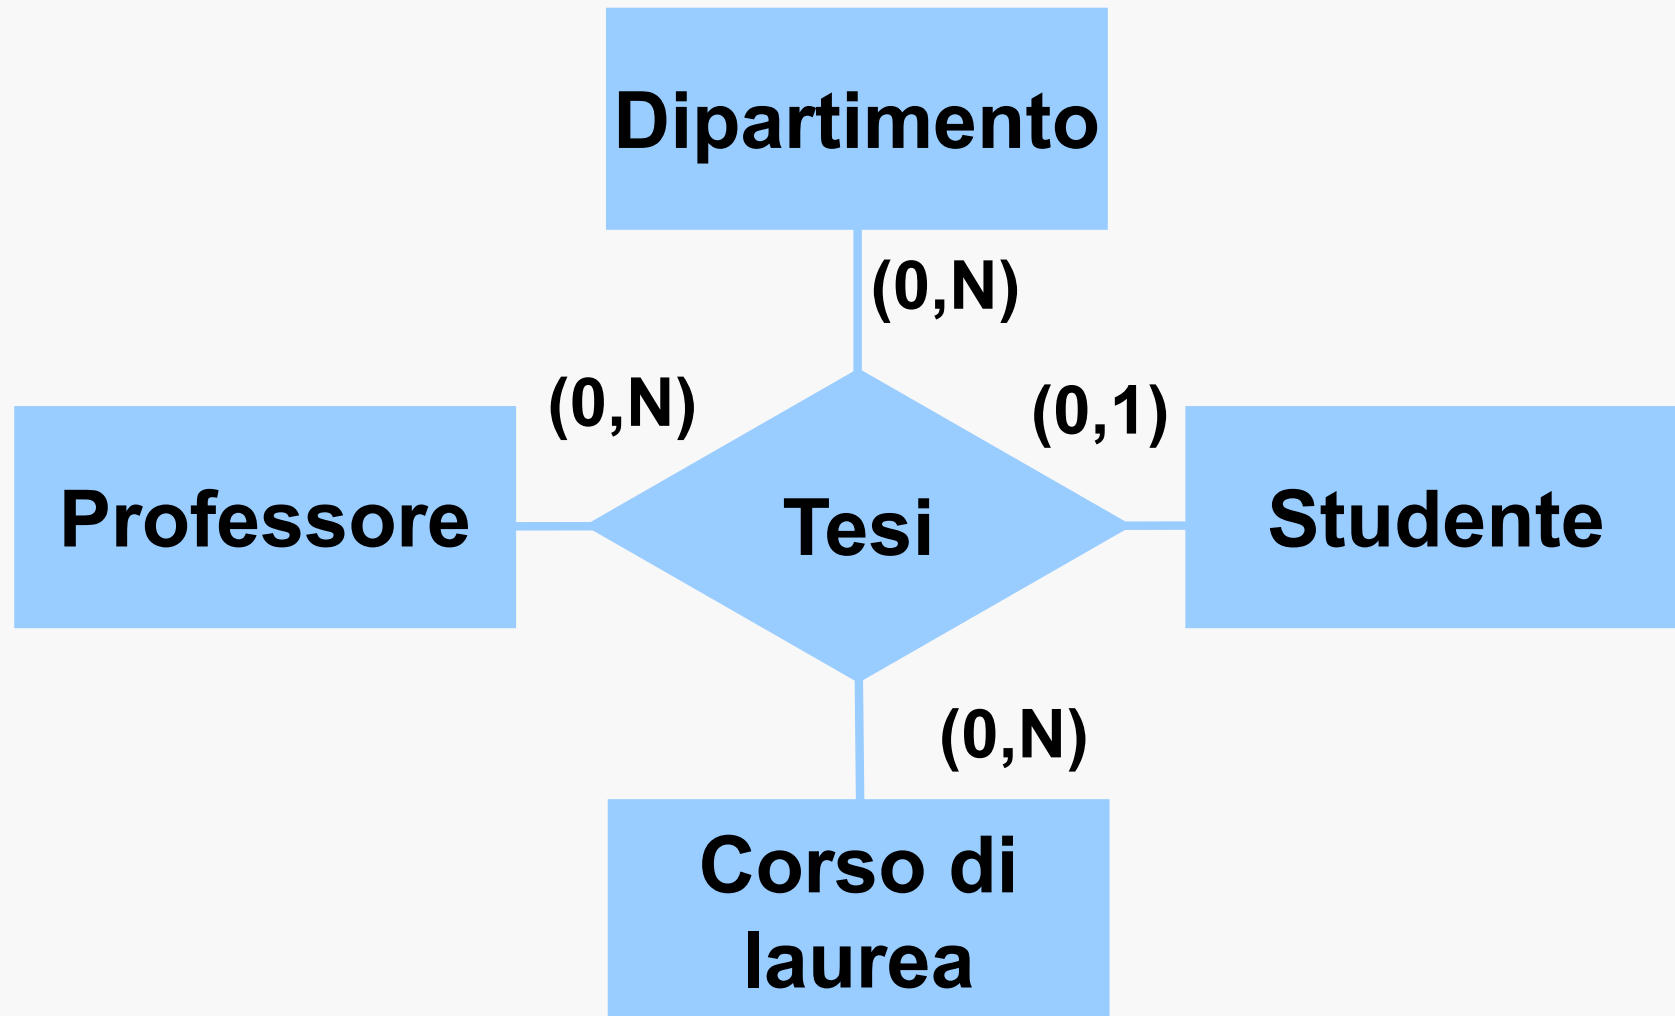 Dipartimento
(0,N)
(0,N)
(0,1)
Professore
Tesi
Studente
(0,N)
Corso di
laurea